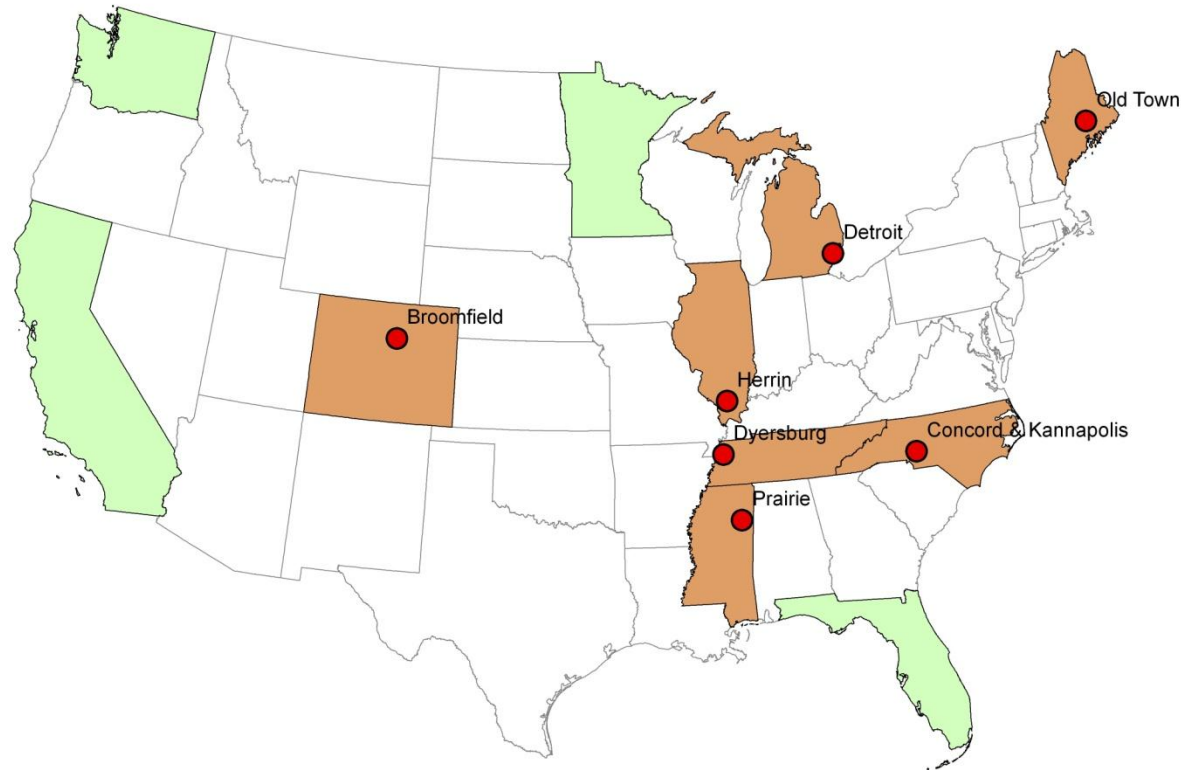 Old Town
Detroit
Broomfield
Herrin
Dyersburg
Concord & Kannapolis
Prairie